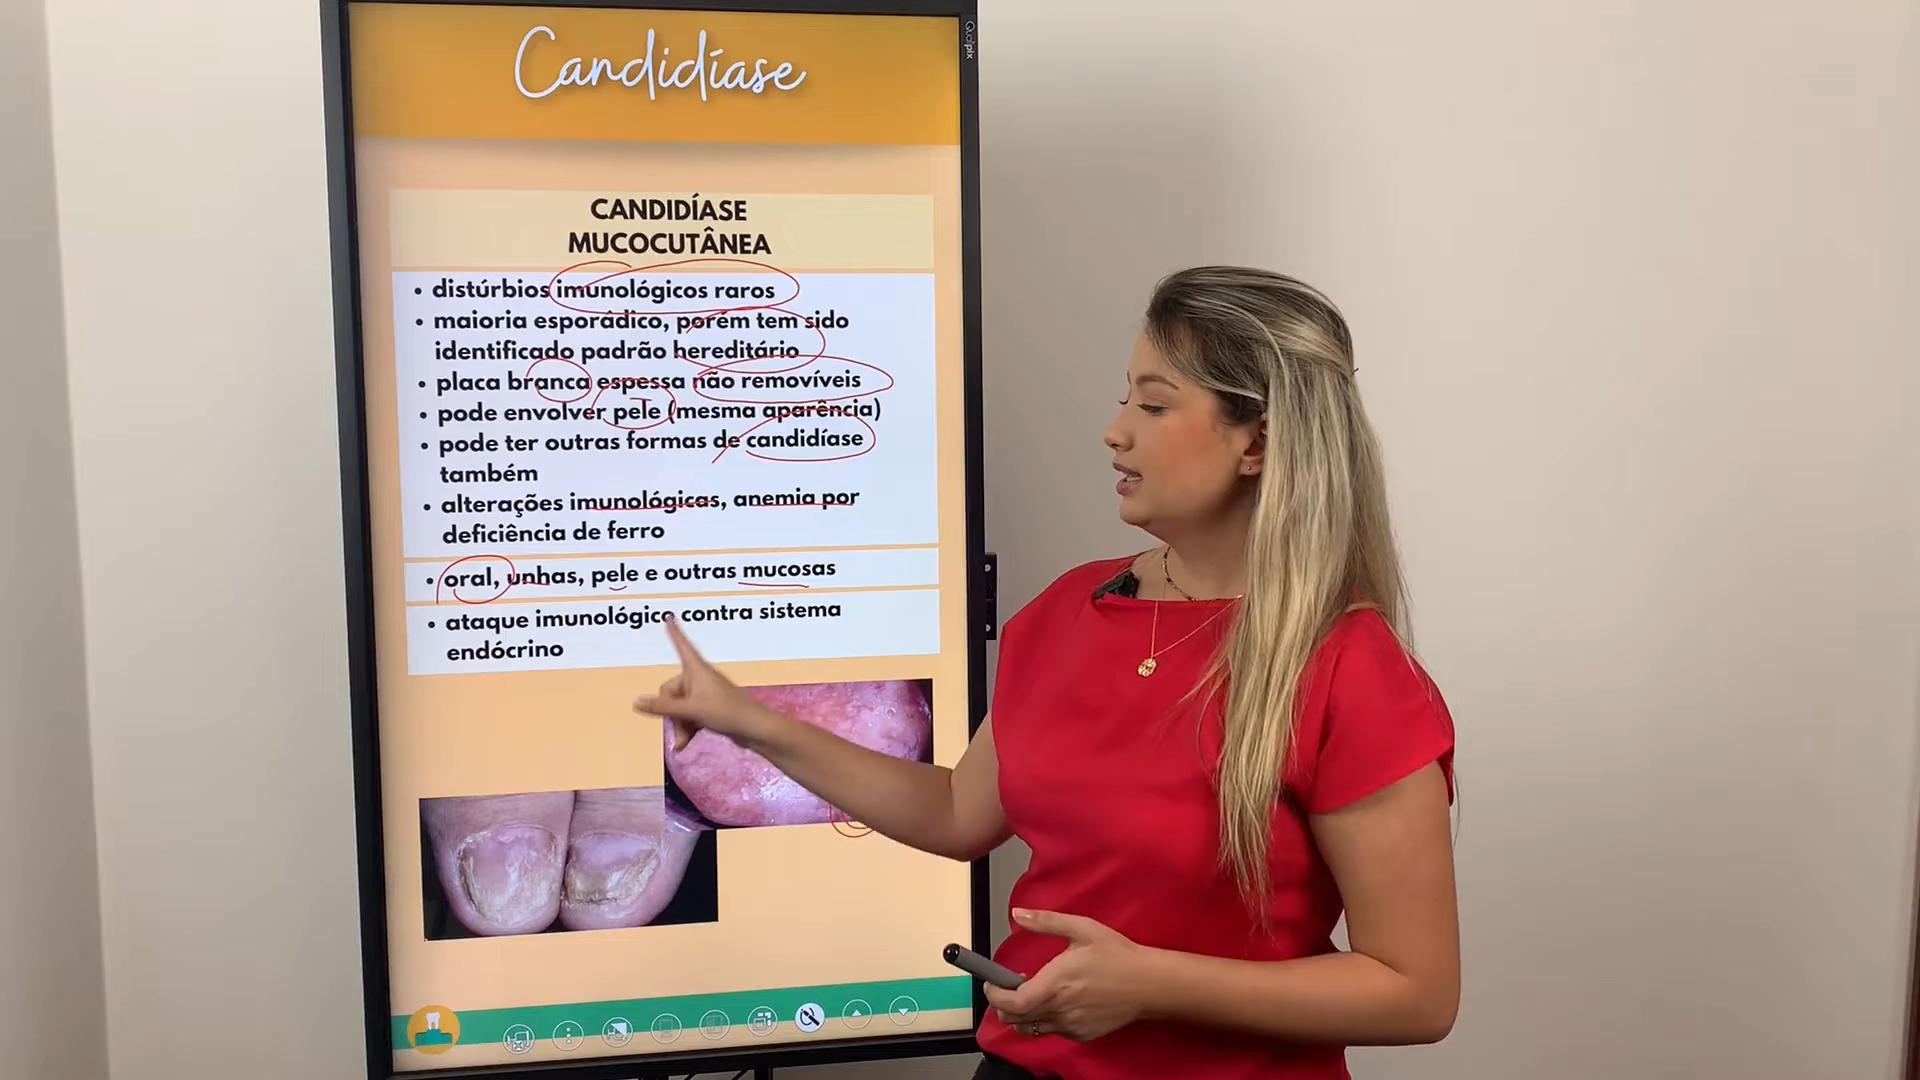 Candidíase
Qualipix
CANDIDÍASE
MUCOCUTÂNEA
• distúrbios imunológicos raros
• maioria esporádico, porém tem sido
identificado padrão hereditário
• placa branca espessa não removíveis
• pode envolver pele (mesma aparência)
• pode ter outras formas de candidíase
também
• alterações imunológicas, anemia por
deficiência de ferro
• oral, unhas, pele e outras mucosas
• ataque imunológico contra sistema
endócrino